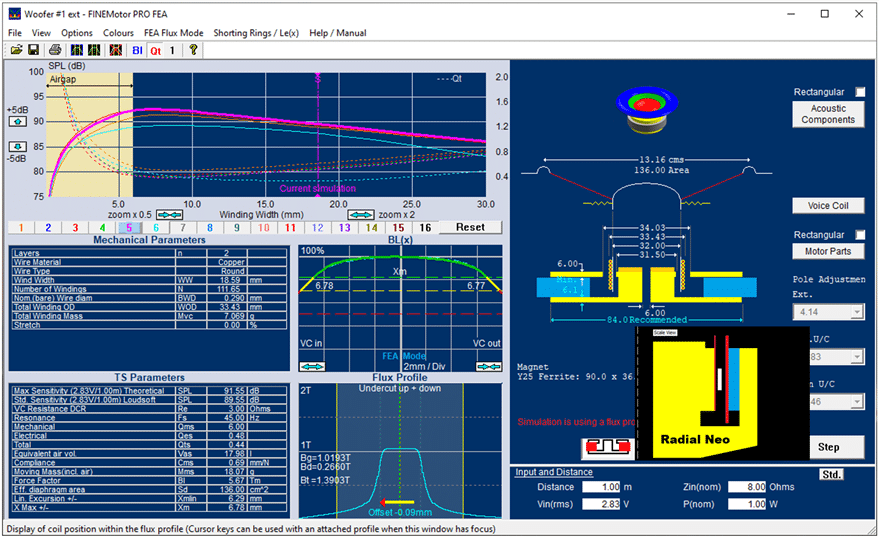 Woofer #1 ext - FINEMotor PRO FEA
File View Options Colours FEA Flux Mode Shorting Rings / Le(x) Help / Manual
Bl Qt 1 ?
SPL (dB)
100
Airgap
----Qt
2.0
+5dB
95
1.6
90
1.2
-5dB
85
0.8
80
0.4
75
Current simulation
5.0 10.0 15.0 20.0 25.0 30.0
zoom x 0.5 Winding Width (mm) zoom x 2
1 2 3 4 5 6 7 8 9 10 11 12 13 14 15 16 Reset
Mechanical Parameters
Layers n 2
Wire Material Copper
Wire Type Round
Wind Width WW 18.59 mm
Number of Windings N 111.65
Nom.(bare) Wire diam BWD 0.290 mm
Total Winding OD WOD 33.43 mm
Total Winding Mass Mvc 7.069 g
Stretch 0.00 %
BL(x)
100%
Xm
6.78 6.77
VC in VC out
FEA Mode
2mm / Div
TS Parameters
Max Sensitivity (2.83V/1.00m) Theoretical SPL 91.55 dB
Std. Sensitivity (2.83V/1.00m) Loudsoft SPL 89.55 dB
VC Resistance DCR Re 3.00 Ohms
Resonance Fs 45.00 Hz
Mechanical Qms 6.00
Electrical Qes 0.48
Total Qts 0.44
Equivalent air vol. Vas 17.98 l
Compliance Cms 0.69 mm/N
Moving Mass(incl. air) Mms 18.07 g
Force Factor Bl 5.67 Tm
Eff. diaphragm area Sd 136.00 cm^2
Lin. Excursion +/- Xmlin 6.29 mm
X Max +/- Xm 6.78 mm
Flux Profile
Undercut up + down
2T
1T
Bg=1.0193T
Bd=0.2660T
Bt =1.3903T
Offset -0.09mm
Rectangular
Acoustic
Components
13.16 cms
136.00 Area
Voice Coil
34.03
33.43
32.00
31.50
Rectangular
Motor Parts
6.00
Min.
6.1
Pole Adjustmen
Ext.
4.14
6.00
84.0 Recommended
Scale View
U/C
83
Magnet
Y25 Ferrite: 90.0 x 36.
U/C
46
Simulation is using a flux pro
Radial Neo
Step
Input and Distance
Std.
Distance 1.00 m Zin(nom) 8.00 Ohms
Vin(rms) 2.83 V P(nom) 1.00 W
Display of coil position within the flux profile (Cursor keys can be used with an attached profile when this window has focus)